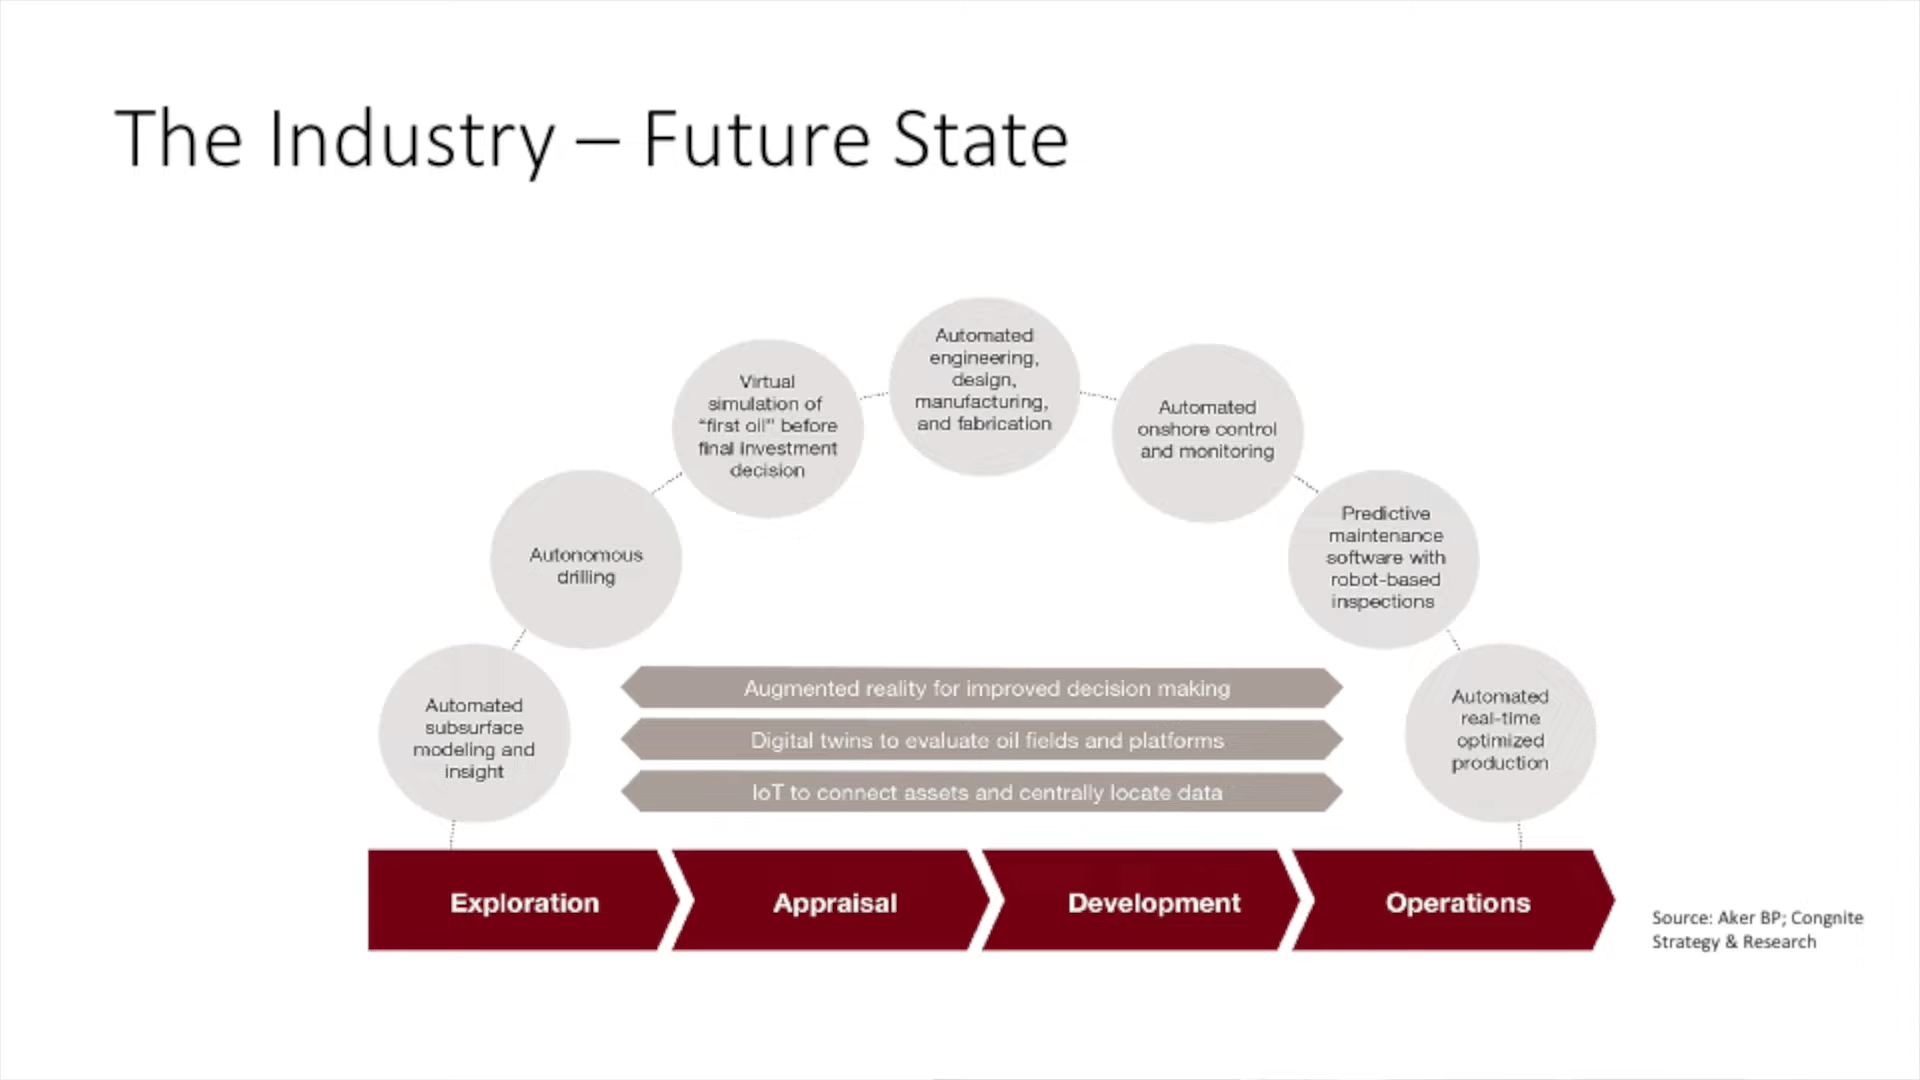 The Industry – Future State
Automated
engineering,
design,
manufacturing,
and fabrication
Virtual
simulation of
"first oil" before
final investment
decision
Automated
onshore control
and monitoring
Autonomous
drilling
Predictive
maintenance
software with
robot-based
inspections
Automated
subsurface
modeling and
insight
Augmented reality for improved decision making
Digital twins to evaluate oil fields and platforms
IoT to connect assets and centrally locate data
Automated
real-time
optimized
production
Exploration
Appraisal
Development
Operations
Source: Aker BP; Congnite
Strategy & Research